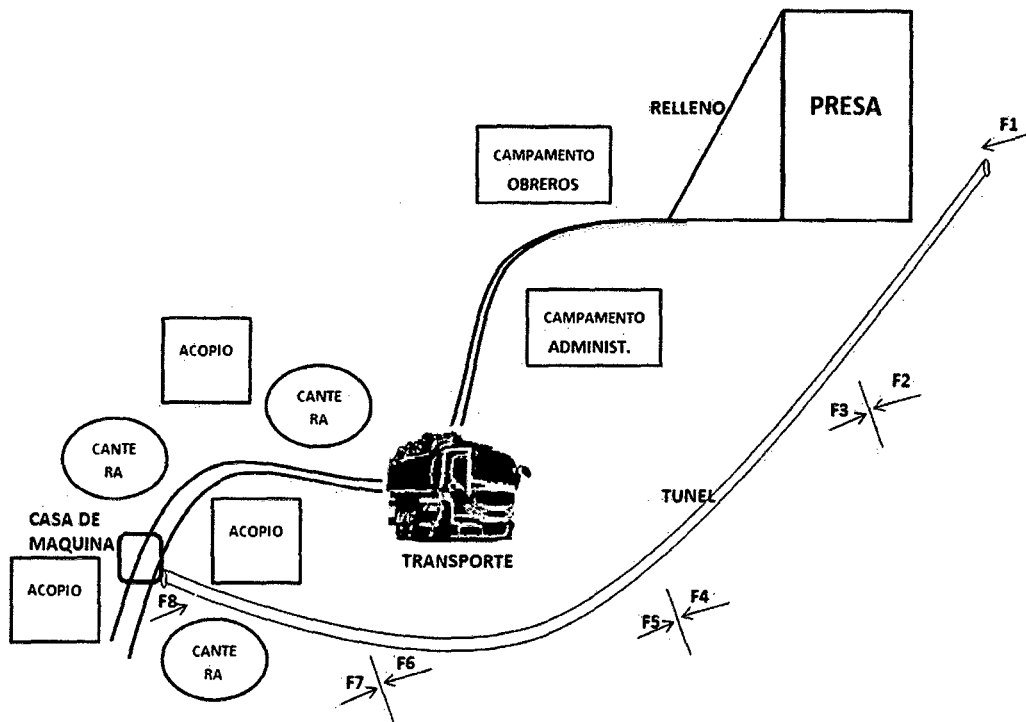 RELLENO
PRESA
F1
CAMPAMENTO
OBREROS
CAMPAMENTO
ADMINIST.
ACOPIO
CANTE
RA
F2
F3
CANTE
RA
TUNEL
CASA DE
MAQUINA
ACOPIO
TRANSPORTE
ACOPIO
F8
F4
F5
CANTE
RA
F6
F7